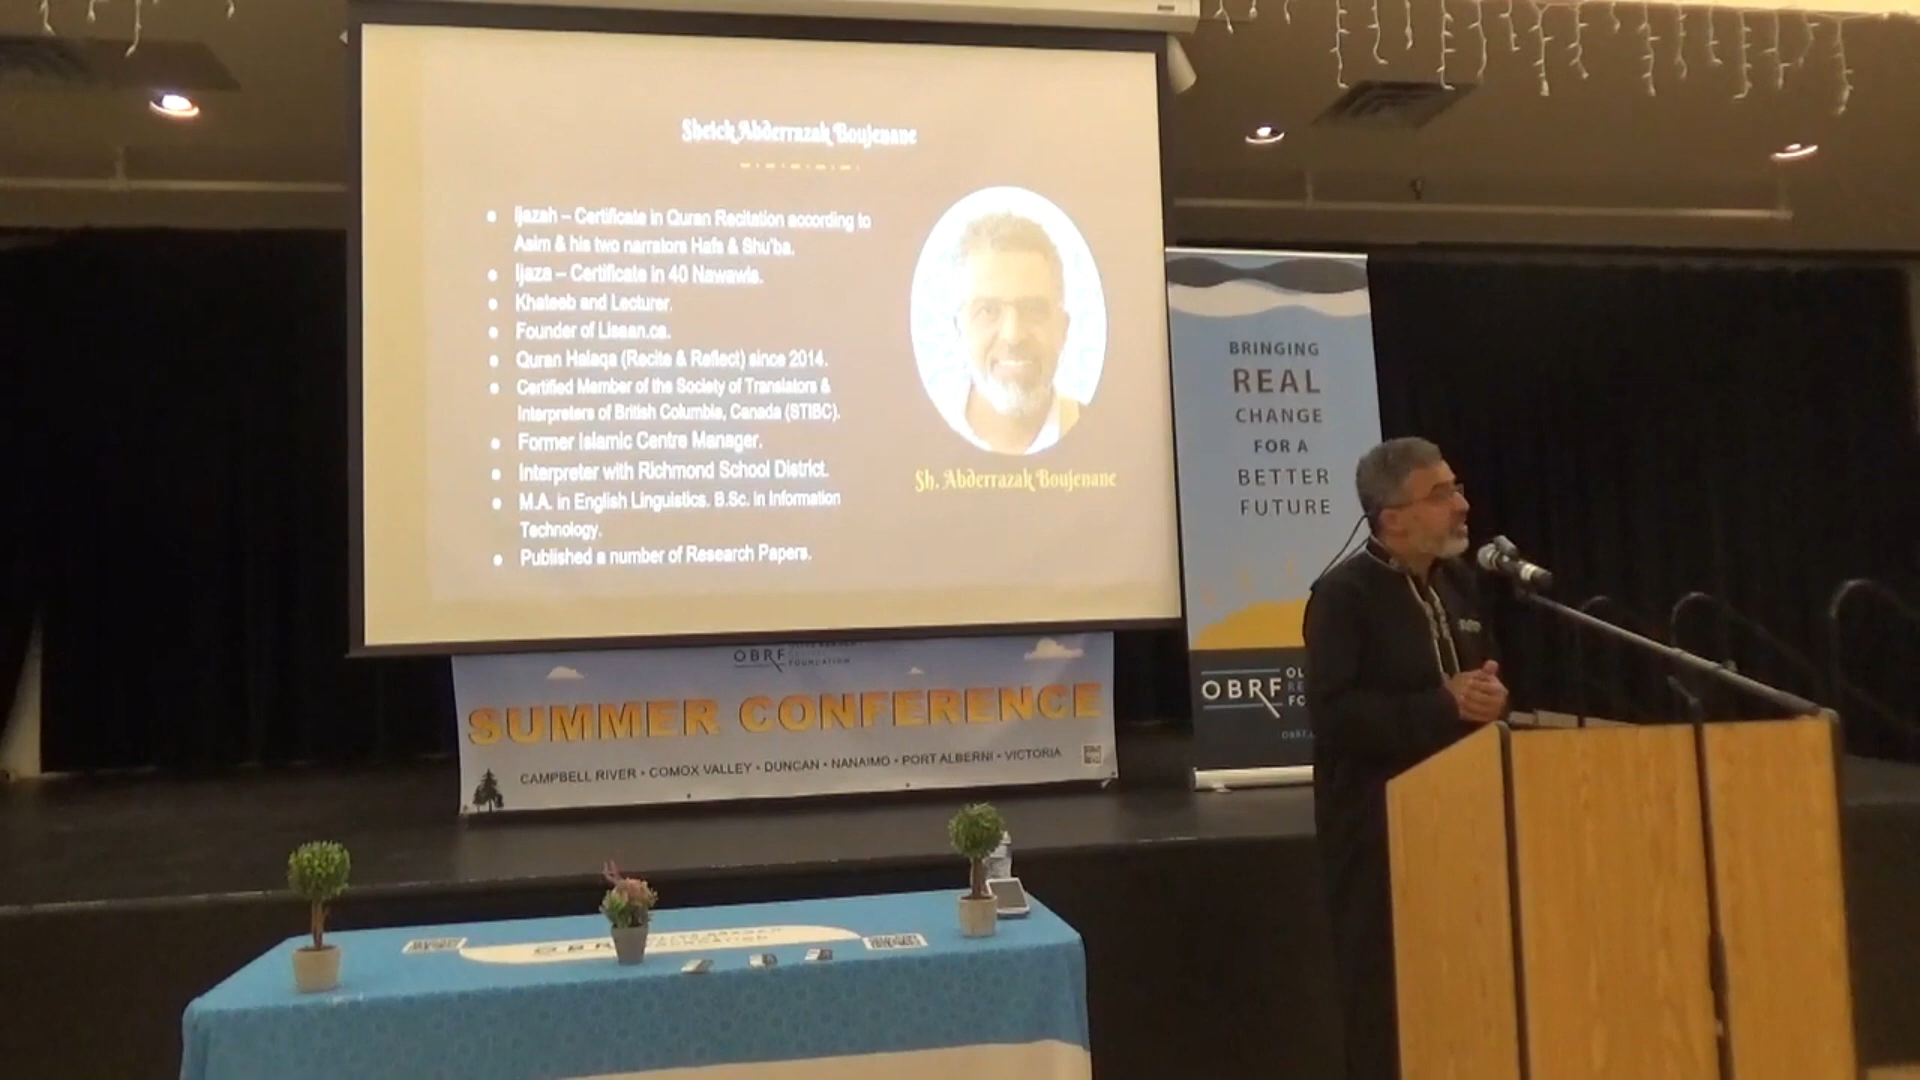 Sheick Abderrazak Boujenane
● Ijazah – Certificate in Quran Recitation according to
Asim & his two narrators Hafs & Shu'ba.
● Ijaza – Certificate in 40 Nawawis.
● Khateeb and Lecturer.
● Founder of Lisaan.ca.
● Quran Halaqa (Recite & Reflect) since 2014.
● Certified Member of the Society of Translators &
Interpreters of British Columbia, Canada (STIBC).
● Former Islamic Centre Manager.
● Interpreter with Richmond School District.
● M.A. in English Linguistics. B.Sc. in Information
Technology.
● Published a number of Research Papers.
Sh. Abderrazak Boujenane
BRINGING
REAL
CHANGE
FOR A
BETTER
FUTURE
OBRF
OBRF
FOUNDATION
SUMMER CONFERENCE
CAMPBELL RIVER • COMOX VALLEY • DUNCAN • NANAIMO • PORT ALBERNI • VICTORIA